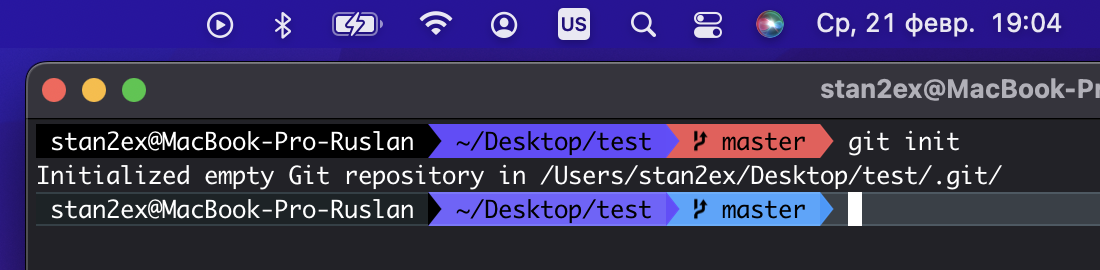 US Ср, 21 февр. 19:04
stan2ex@MacBook-Pr
stan2ex@MacBook-Pro-Ruslan ~/Desktop/test master git init
Initialized empty Git repository in /Users/stan2ex/Desktop/test/.git/
stan2ex@MacBook-Pro-Ruslan ~/Desktop/test master